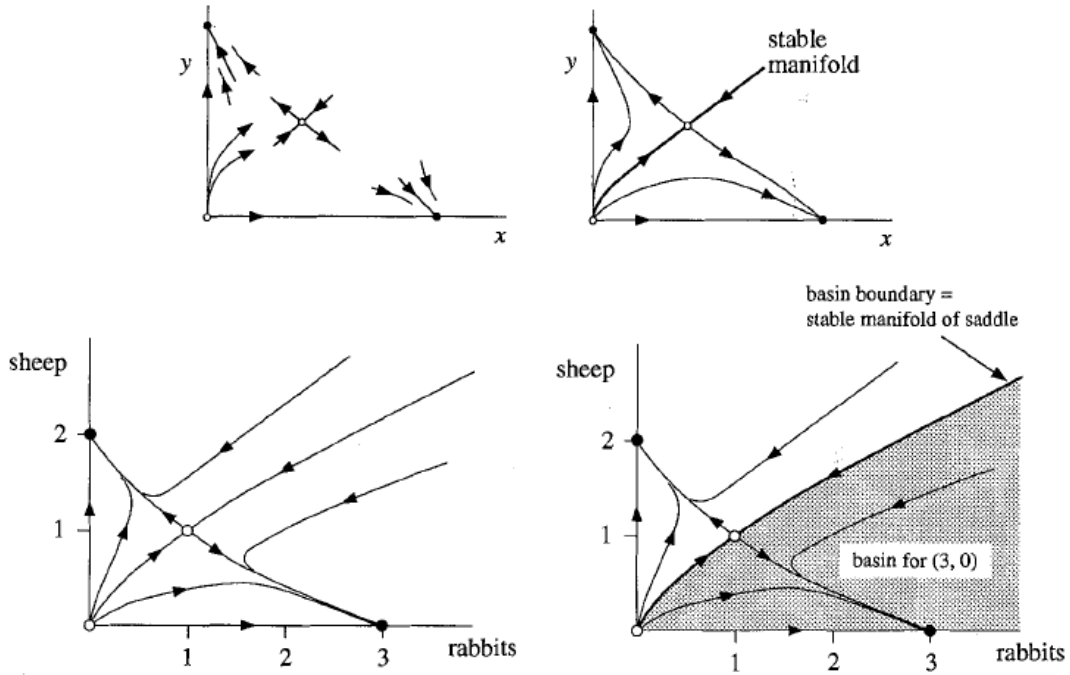 y
x
stable
manifold
y
x
sheep
2
1
1
2
3
rabbits
basin boundary =
stable manifold of saddle
sheep
2
1
basin for (3, 0)
1
2
3
rabbits